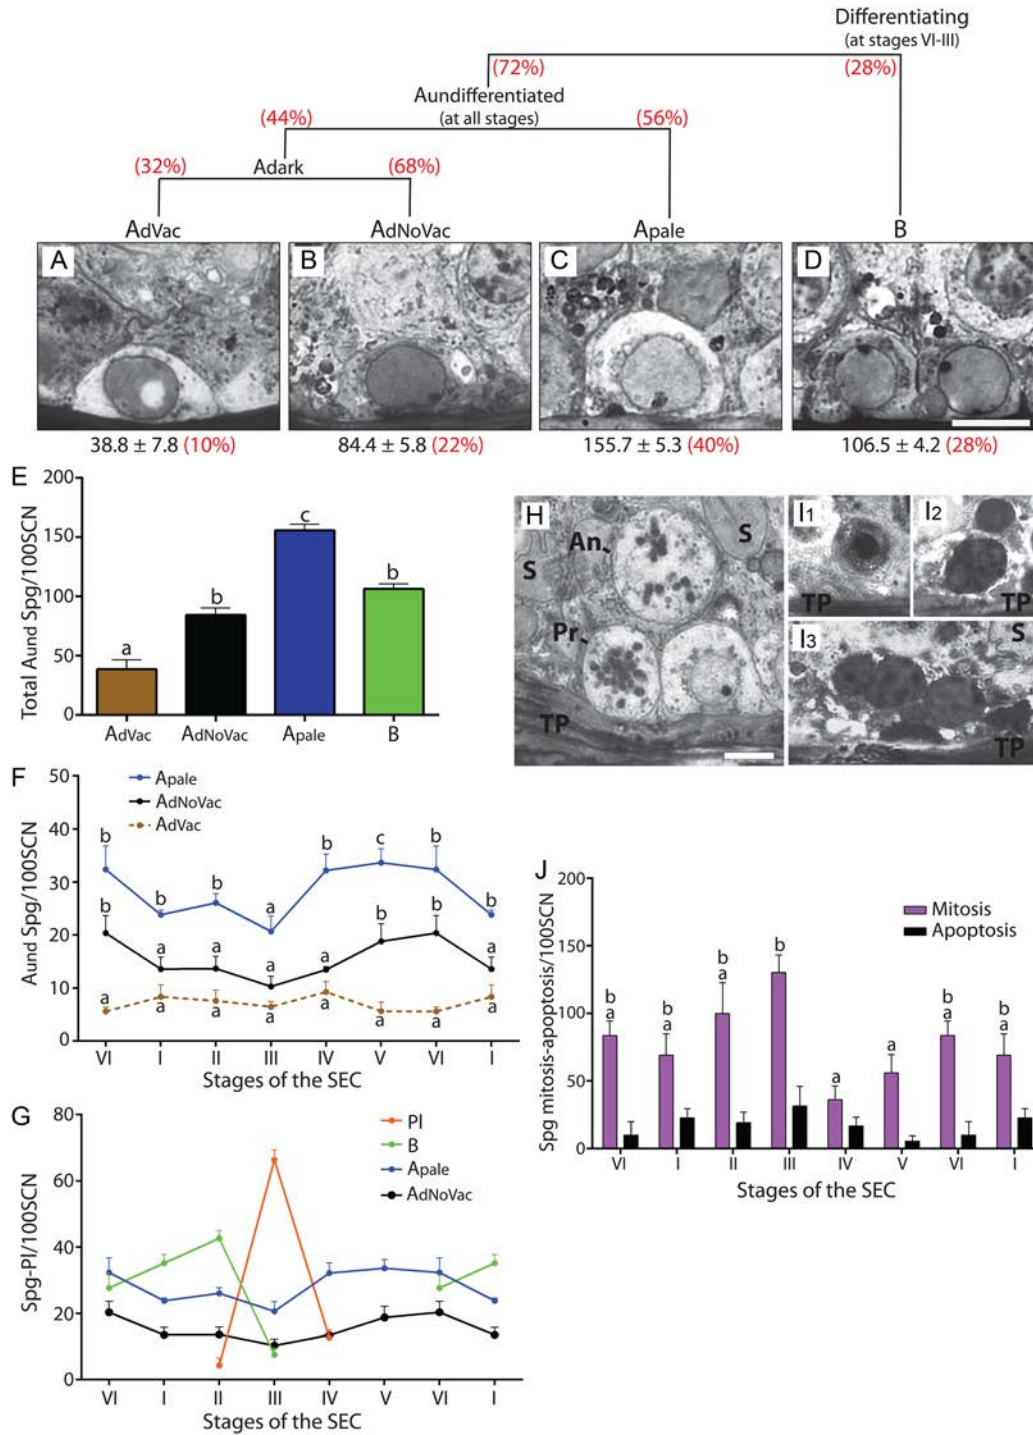 Differentiating
(at stages VI-III)
(72%) (28%)
Aundifferentiated
(at all stages)
(44%) (56%)
Adark
(32%) (68%)
AdVac AdNoVac Apale B
A B C D
38.8 ± 7.8 (10%) 84.4 ± 5.8 (22%) 155.7 ± 5.3 (40%) 106.5 ± 4.2 (28%)
E
Total Aund Spg/100SCN
200
150
100
50
0
a b c b
AdVac AdNoVac Apale B
H
An
S
S
Pr
TP
I1
TP
I2
TP
I3
S
TP
F
Apale
AdNoVac
AdVac
Aund Spg/100SCN
50
40
30
20
10
0
b b b a b c b b
b a a a a b b a
a a a a a a a a
VI I II III IV V VI I
Stages of the SEC
G
PI
B
Apale
AdNoVac
Spg-PI/100SCN
80
60
40
20
0
VI I II III IV V VI I
Stages of the SEC
J
Mitosis
Apoptosis
Spg mitosis-apoptosis/100SCN
200
150
100
50
0
b b b b b b
a a a a a a a
VI I II III IV V VI I
Stages of the SEC